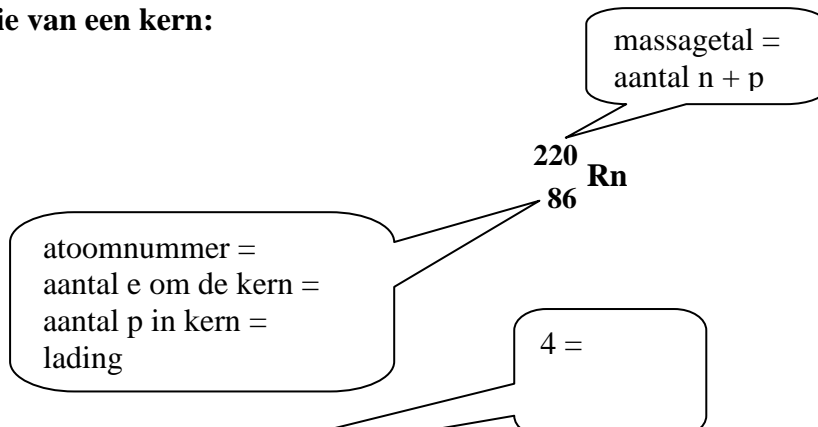 ie van een kern:
massagetal =
aantal n + p
220
Rn
86
atoomnummer =
aantal e om de kern =
aantal p in kern =
lading
4 =